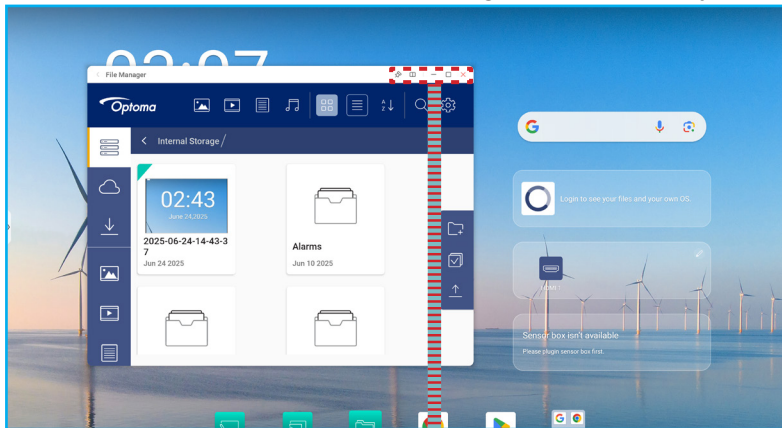 File Manager
Optoma
Internal Storage /
02:43
June 24,2025
2025-06-24-14-43-3
7
Jun 24 2025
Alarms
Jun 10 2025
Login to see your files and your own OS.
Sensor box isn't available
Please plugin sensor box first.